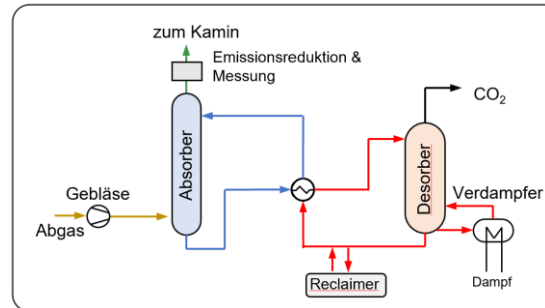 zum Kamin
Emissionsreduktion &
Messung
CO₂
Absorber
Desorber
Gebläse
Verdampfer
Abgas
Dampf
Reclaimer